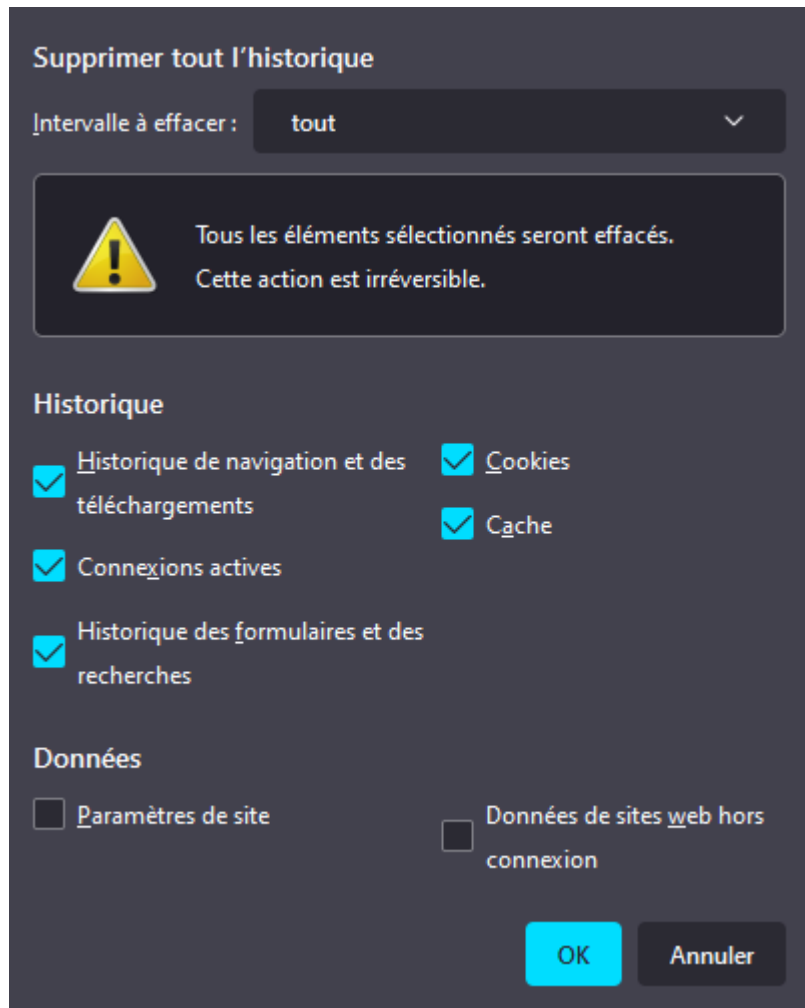 Supprimer tout l’historique
Intervalle à effacer : tout
Tous les éléments sélectionnés seront effacés.
Cette action est irréversible.
Historique
Historique de navigation et des
téléchargements
Cookies
Cache
Connexions actives
Historique des formulaires et des
recherches
Données
Paramètres de site
Données de sites web hors
connexion
OK Annuler